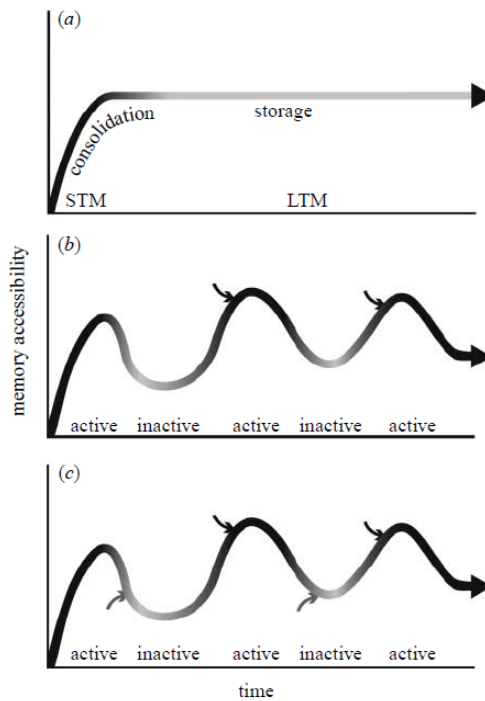 (a)
consolidation
storage
STM LTM
(b)
memory accessibility
active inactive active inactive active
(c)
active inactive active inactive active
time